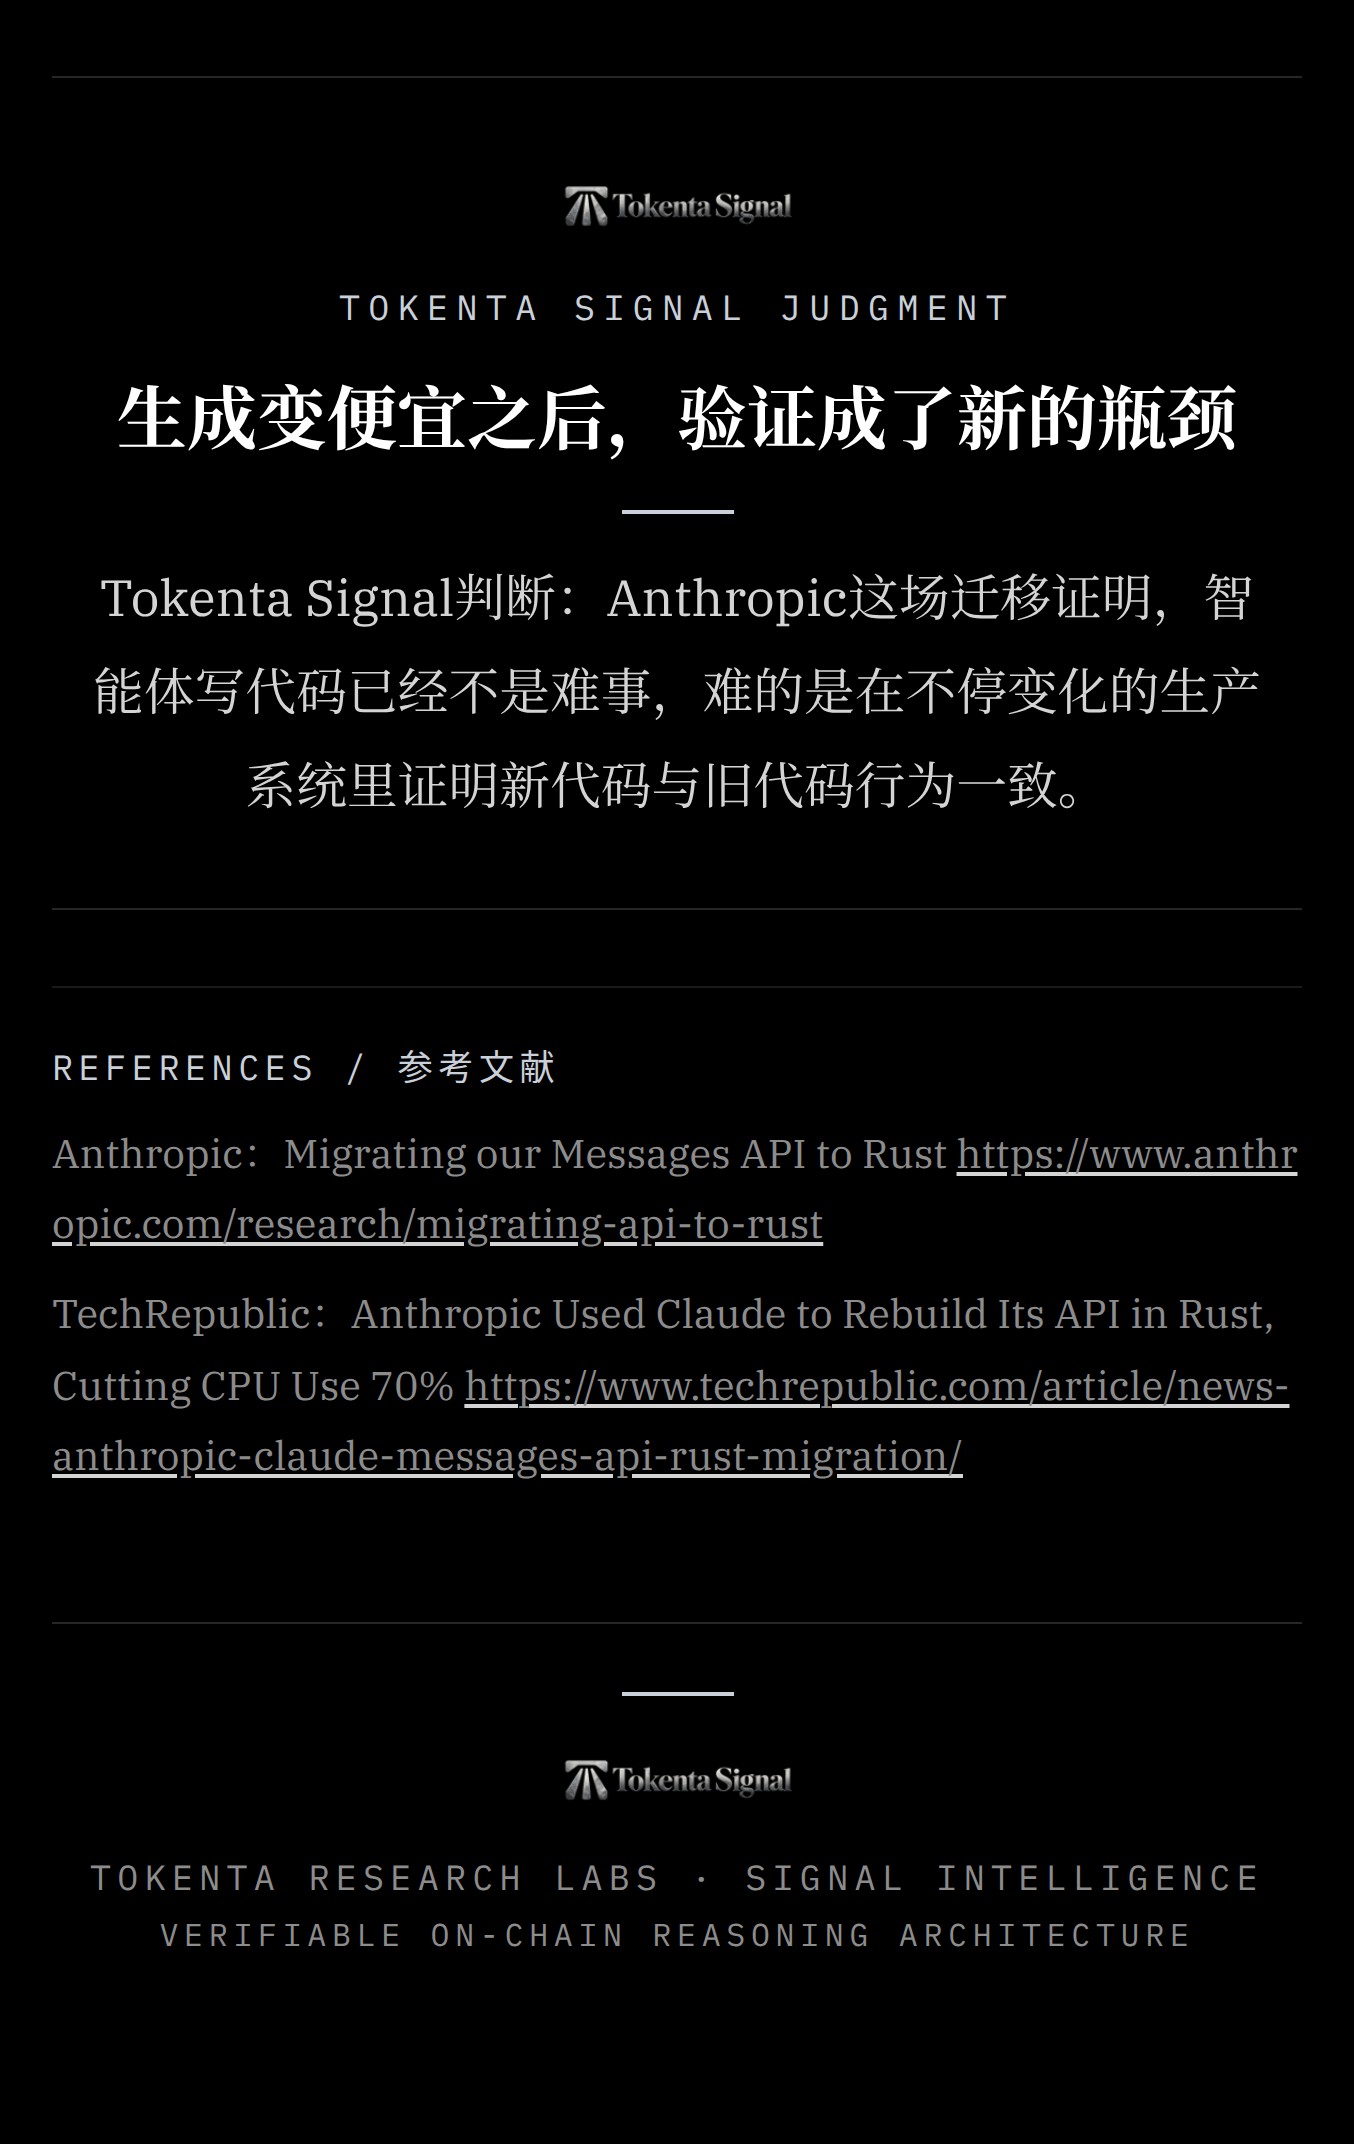 Tokenta Signal
TOKENTA SIGNAL JUDGMENT
生成变便宜之后，验证成了新的瓶颈
Tokenta Signal判断：Anthropic这场迁移证明，智
能体写代码已经不是难事，难的是在不停变化的生产
系统里证明新代码与旧代码行为一致。
REFERENCES / 参考文献
Anthropic：Migrating our Messages API to Rust https://www.anthr
opic.com/research/migrating-api-to-rust
TechRepublic：Anthropic Used Claude to Rebuild Its API in Rust,
Cutting CPU Use 70% https://www.techrepublic.com/article/news-
anthropic-claude-messages-api-rust-migration/
Tokenta Signal
TOKENTA RESEARCH LABS · SIGNAL INTELLIGENCE
VERIFIABLE ON-CHAIN REASONING ARCHITECTURE